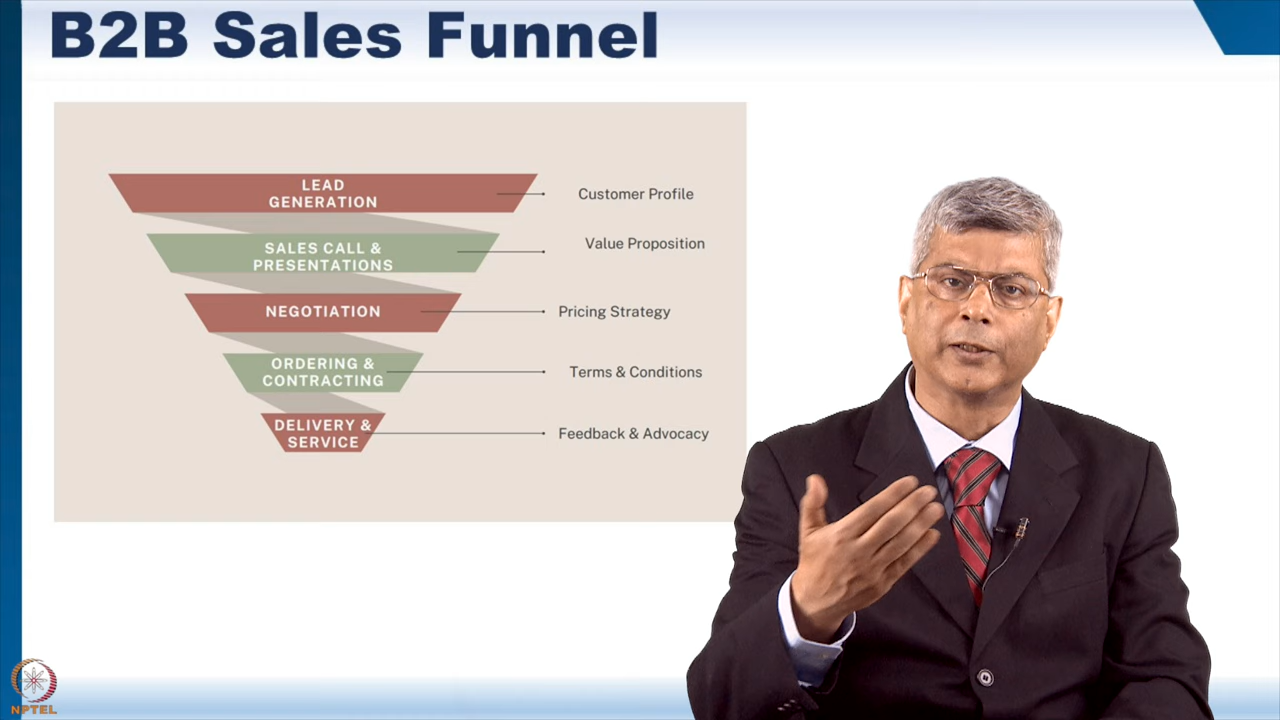 B2B Sales Funnel
LEAD
GENERATION
Customer Profile
SALES CALL &
PRESENTATIONS
Value Proposition
NEGOTIATION
Pricing Strategy
ORDERING &
CONTRACTING
Terms & Conditions
DELIVERY &
SERVICE
Feedback & Advocacy
NPTEL